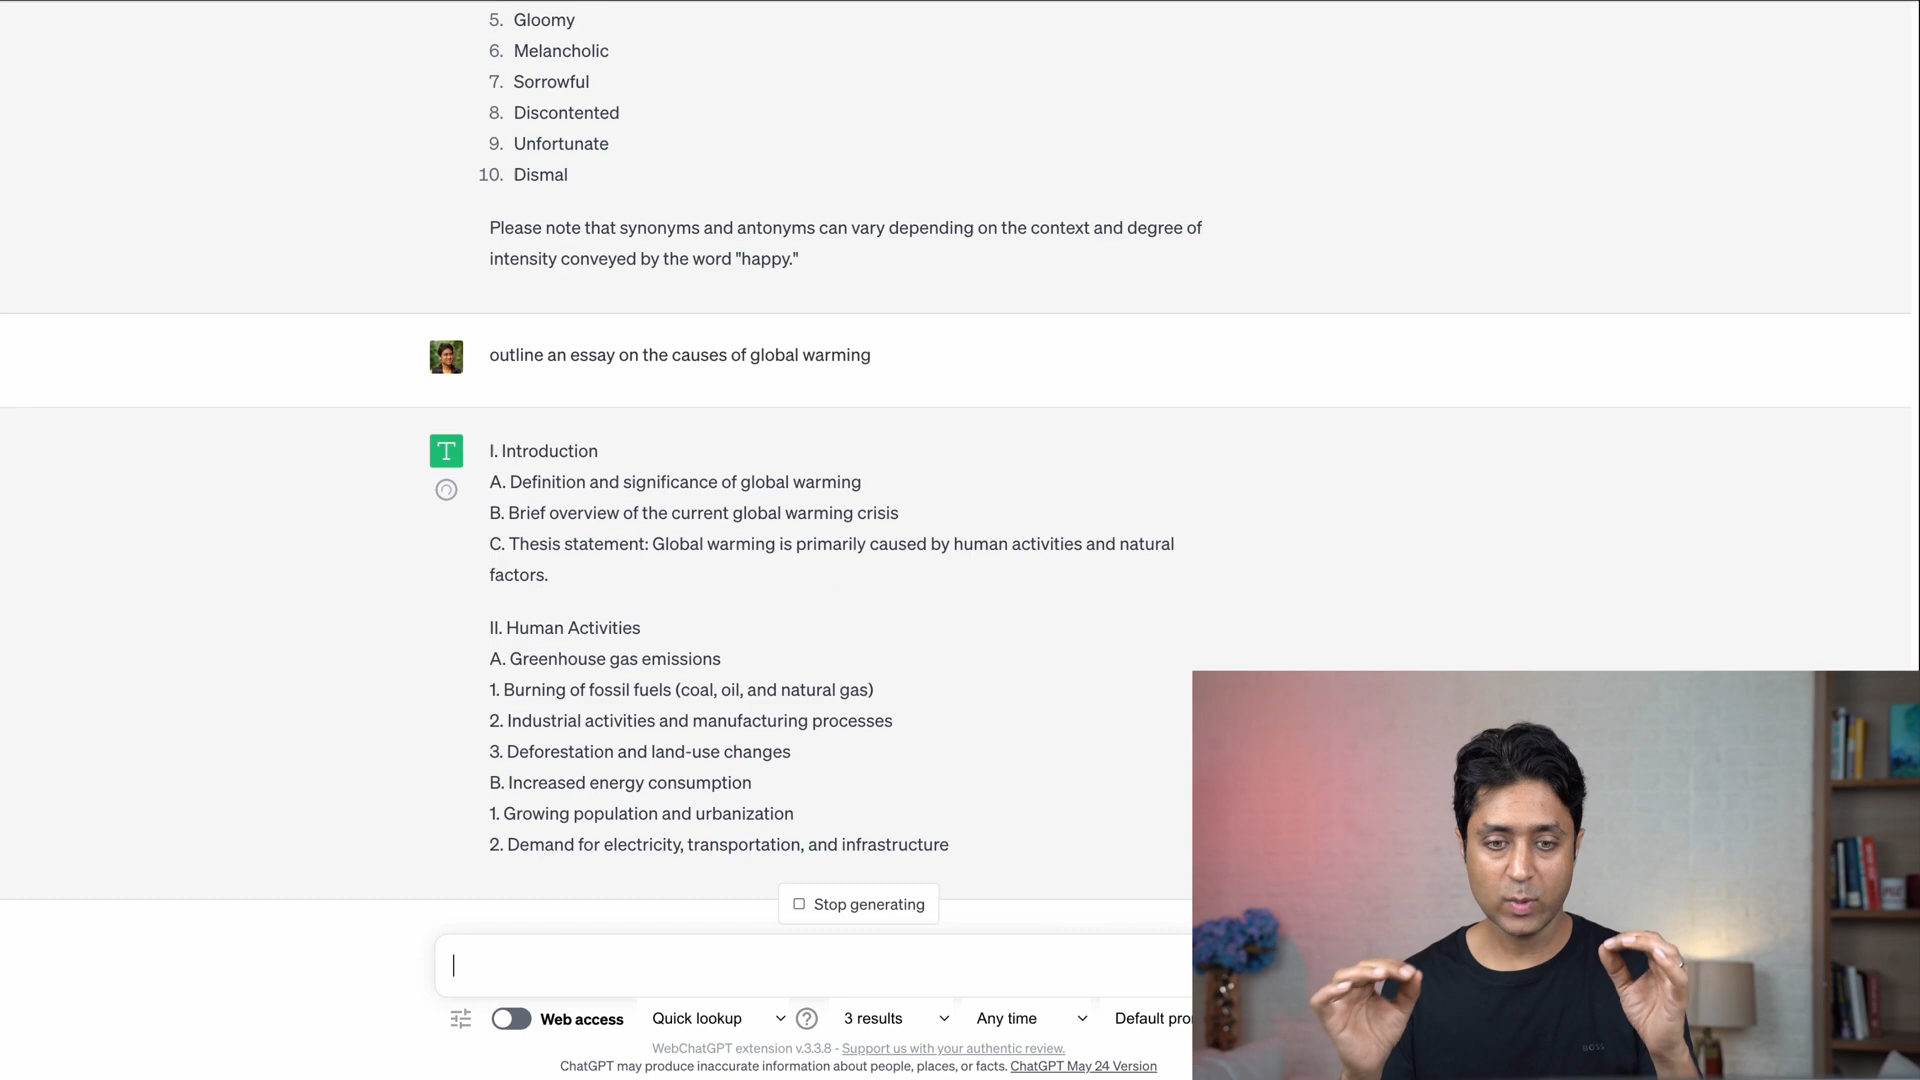 5. Gloomy
6. Melancholic
7. Sorrowful
8. Discontented
9. Unfortunate
10. Dismal
Please note that synonyms and antonyms can vary depending on the context and degree of
intensity conveyed by the word "happy."
outline an essay on the causes of global warming
I. Introduction
A. Definition and significance of global warming
B. Brief overview of the current global warming crisis
C. Thesis statement: Global warming is primarily caused by human activities and natural
factors.
II. Human Activities
A. Greenhouse gas emissions
1. Burning of fossil fuels (coal, oil, and natural gas)
2. Industrial activities and manufacturing processes
3. Deforestation and land-use changes
B. Increased energy consumption
1. Growing population and urbanization
2. Demand for electricity, transportation, and infrastructure
Stop generating
Web access Quick lookup ? 3 results Any time Default pro
WebChatGPT extension v.3.3.8 - Support us with your authentic review.
ChatGPT may produce inaccurate information about people, places, or facts. ChatGPT May 24 Version
BOSS